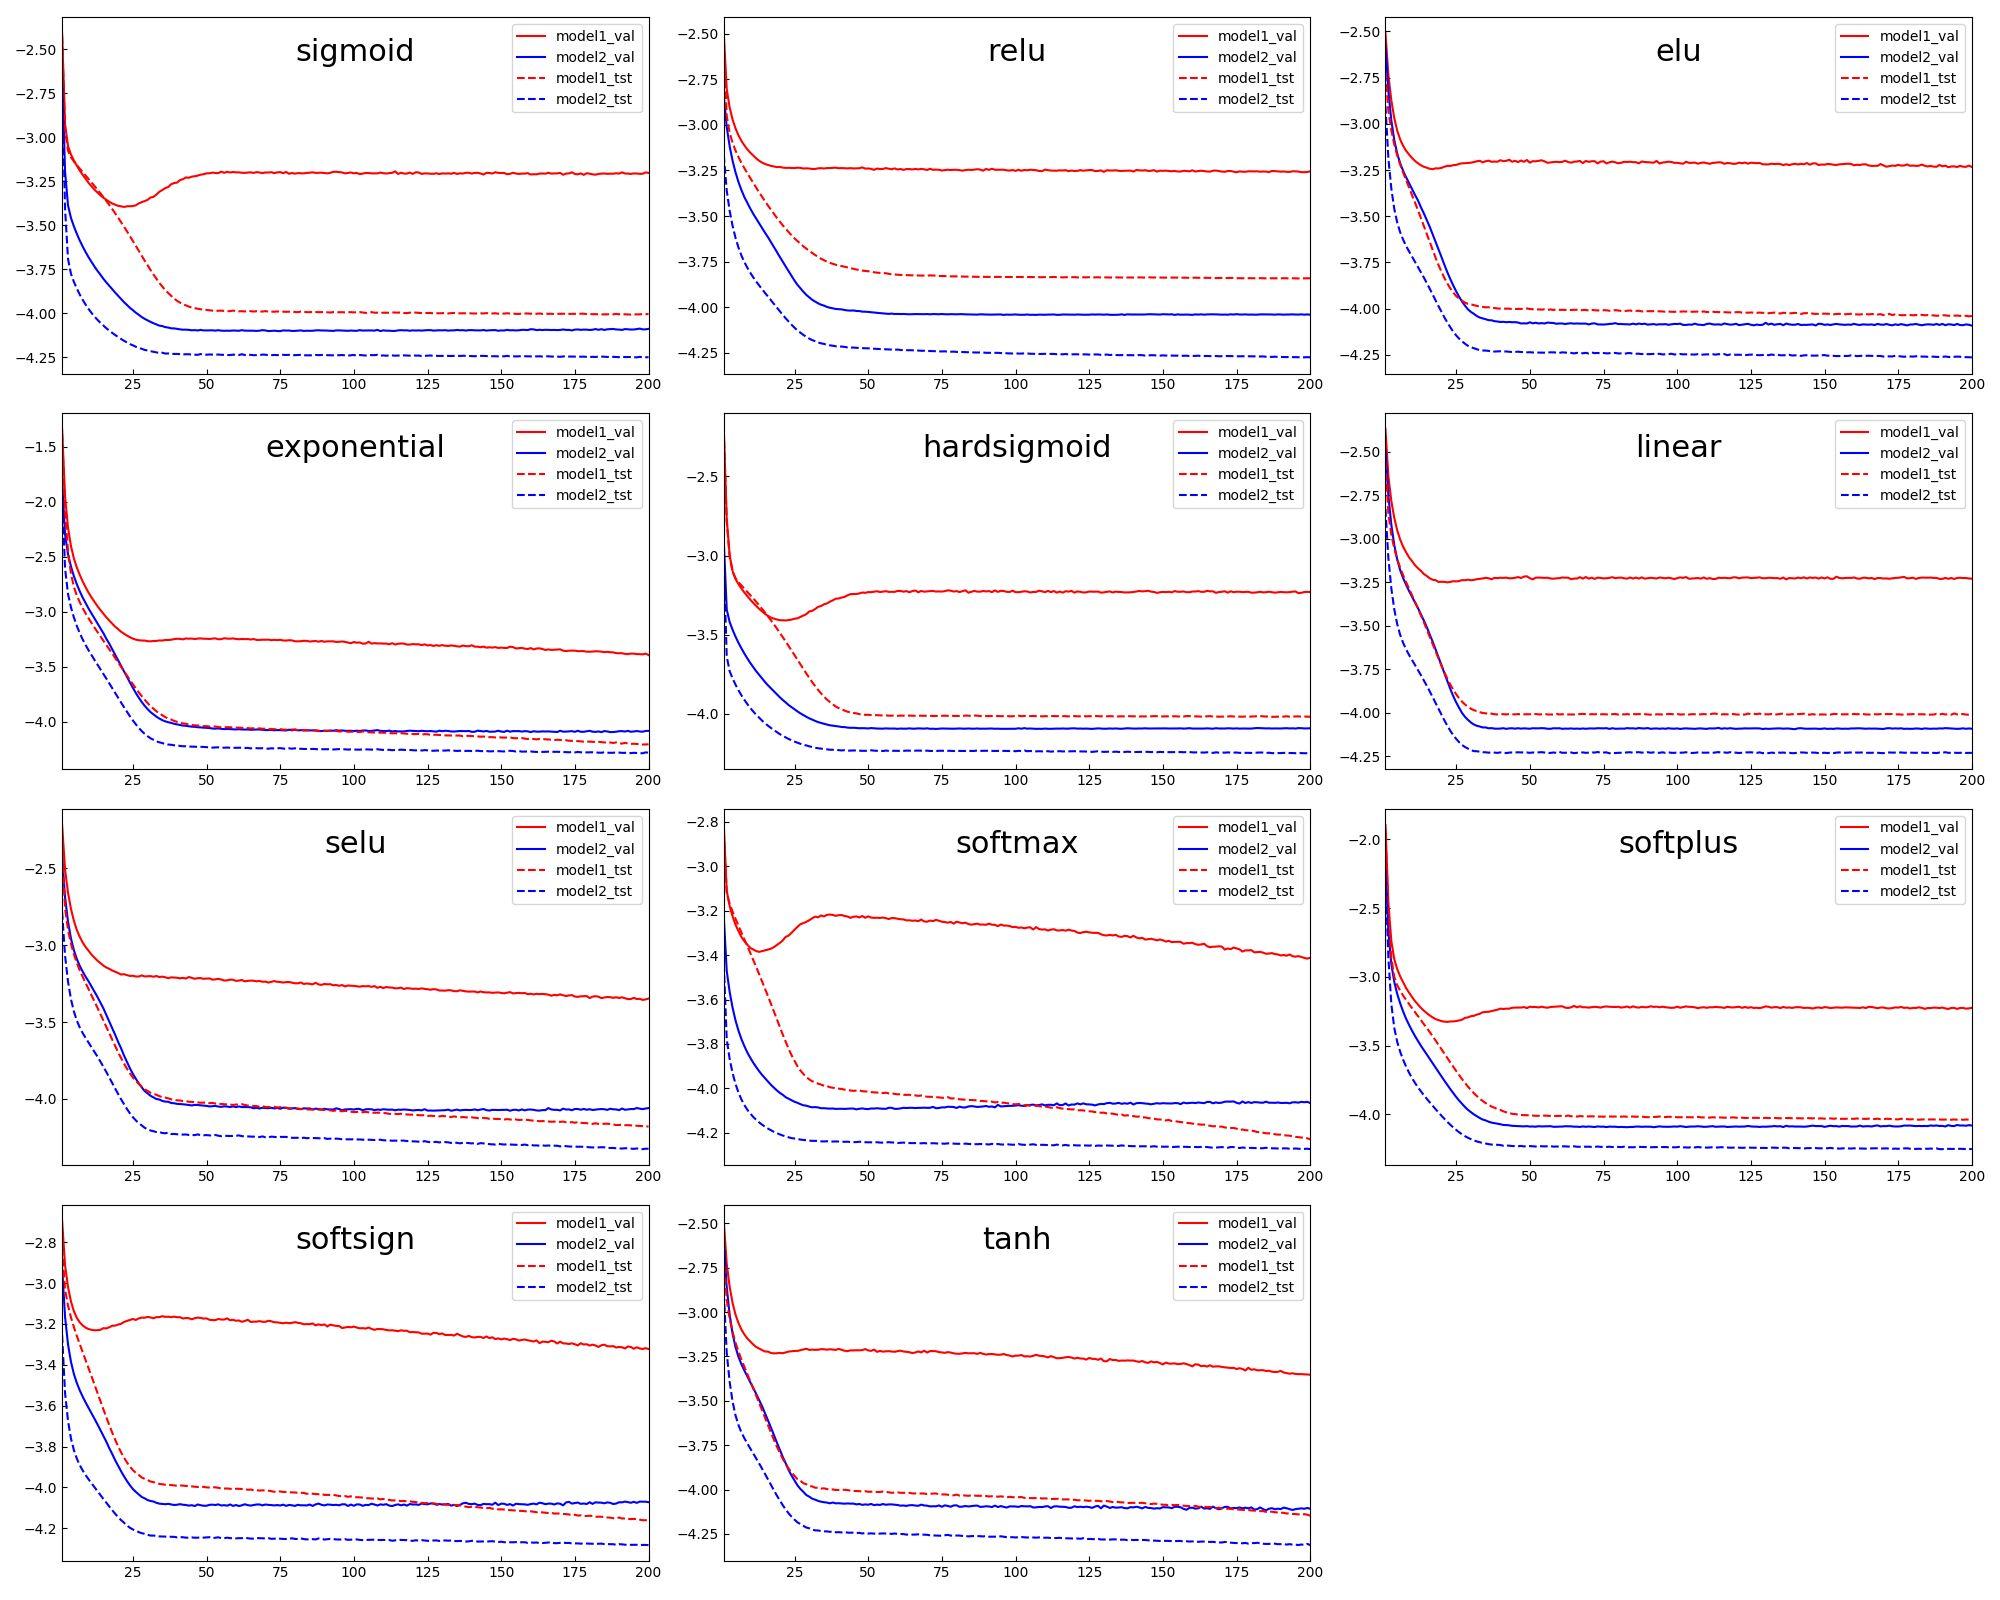 sigmoid
model1_val
model2_val
model1_tst
model2_tst
−2.50
−2.75
−3.00
−3.25
−3.50
−3.75
−4.00
−4.25
25 50 75 100 125 150 175 200
relu
model1_val
model2_val
model1_tst
model2_tst
−2.50
−2.75
−3.00
−3.25
−3.50
−3.75
−4.00
−4.25
25 50 75 100 125 150 175 200
elu
model1_val
model2_val
model1_tst
model2_tst
−2.50
−2.75
−3.00
−3.25
−3.50
−3.75
−4.00
−4.25
25 50 75 100 125 150 175 200
exponential
model1_val
model2_val
model1_tst
model2_tst
−1.5
−2.0
−2.5
−3.0
−3.5
−4.0
25 50 75 100 125 150 175 200
hardsigmoid
model1_val
model2_val
model1_tst
model2_tst
−2.5
−3.0
−3.5
−4.0
25 50 75 100 125 150 175 200
linear
model1_val
model2_val
model1_tst
model2_tst
−2.50
−2.75
−3.00
−3.25
−3.50
−3.75
−4.00
−4.25
25 50 75 100 125 150 175 200
selu
model1_val
model2_val
model1_tst
model2_tst
−2.5
−3.0
−3.5
−4.0
25 50 75 100 125 150 175 200
softmax
model1_val
model2_val
model1_tst
model2_tst
−2.8
−3.0
−3.2
−3.4
−3.6
−3.8
−4.0
−4.2
25 50 75 100 125 150 175 200
softplus
model1_val
model2_val
model1_tst
model2_tst
−2.0
−2.5
−3.0
−3.5
−4.0
25 50 75 100 125 150 175 200
softsign
model1_val
model2_val
model1_tst
model2_tst
−2.8
−3.0
−3.2
−3.4
−3.6
−3.8
−4.0
−4.2
25 50 75 100 125 150 175 200
tanh
model1_val
model2_val
model1_tst
model2_tst
−2.50
−2.75
−3.00
−3.25
−3.50
−3.75
−4.00
−4.25
25 50 75 100 125 150 175 200